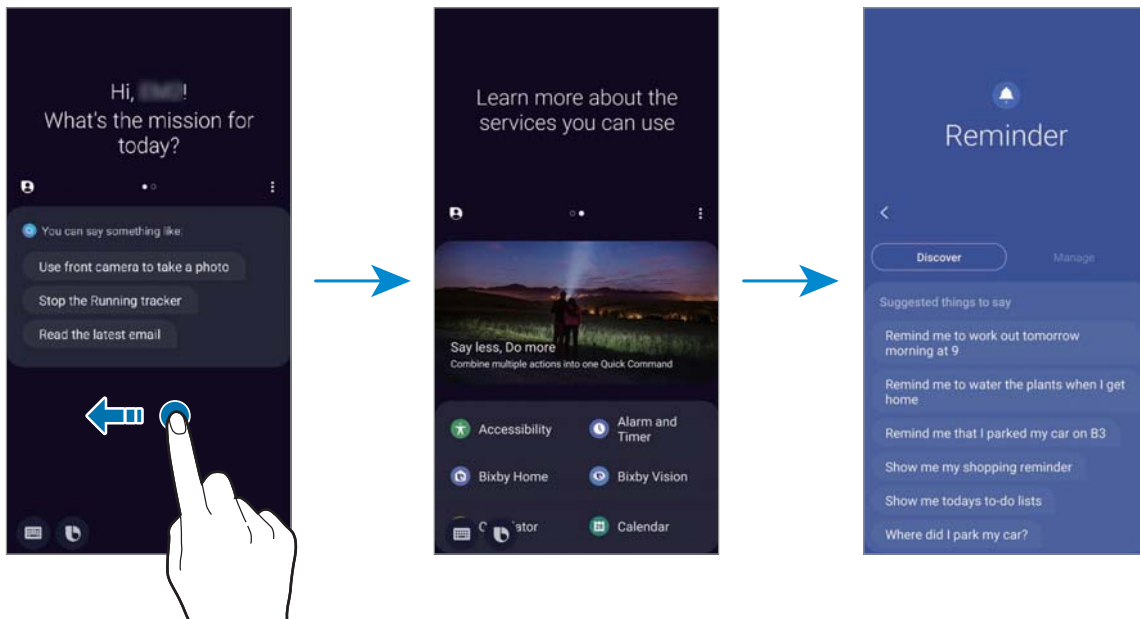 Hi, !
What's the mission for
today?
You can say something like:
Use front camera to take a photo
Stop the Running tracker
Read the latest email
Learn more about the
services you can use
Say less, Do more
Combine multiple actions into one Quick Command
Accessibility
Alarm and
Timer
Bixby Home
Bixby Vision
Calendar
Reminder
Discover
Manage
Suggested things to say
Remind me to work out tomorrow
morning at 9
Remind me to water the plants when I get
home
Remind me that I parked my car on B3
Show me my shopping reminder
Show me todays to-do lists
Where did I park my car?